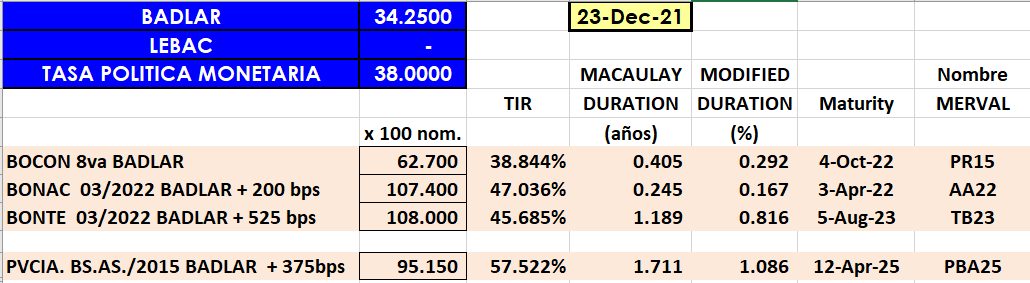 BADLAR 34.2500 23-Dec-21
LEBAC -
TASA POLITICA MONETARIA 38.0000 MACAULAY MODIFIED Nombre
TIR DURATION DURATION Maturity MERVAL
x 100 nom. (años) (%)
BOCON 8va BADLAR 62.700 38.844% 0.405 0.292 4-Oct-22 PR15
BONAC 03/2022 BADLAR + 200 bps 107.400 47.036% 0.245 0.167 3-Apr-22 AA22
BONTE 03/2022 BADLAR + 525 bps 108.000 45.685% 1.189 0.816 5-Aug-23 TB23
PVCIA. BS.AS./2015 BADLAR + 375bps 95.150 57.522% 1.711 1.086 12-Apr-25 PBA25